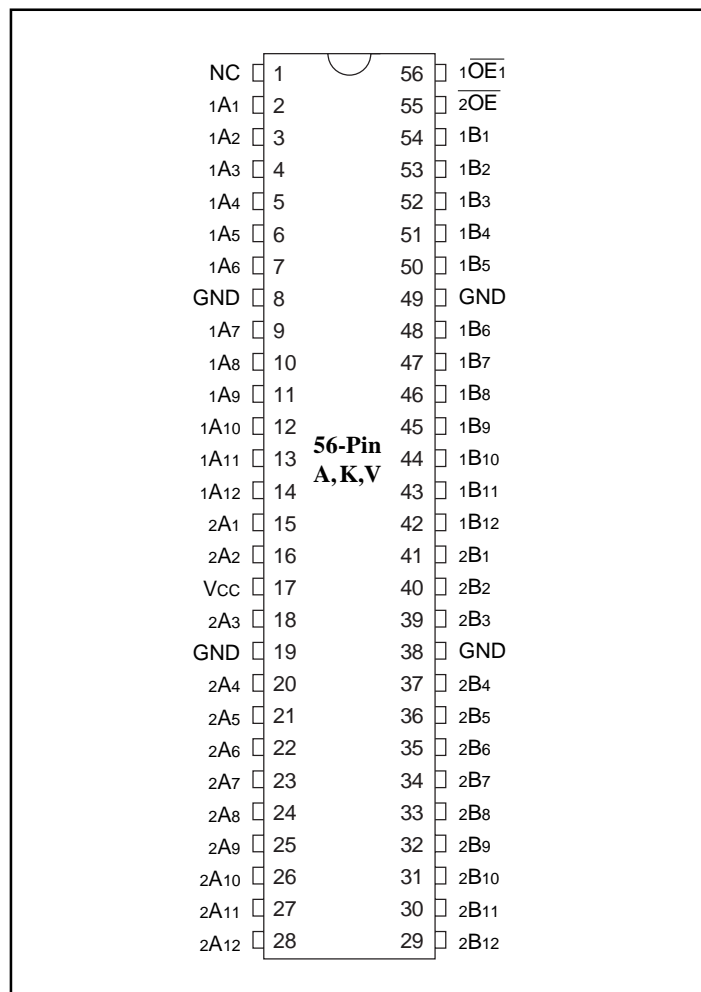 NC 1 56 1OE1
1A1 2 55 2OE
1A2 3 54 1B1
1A3 4 53 1B2
1A4 5 52 1B3
1A5 6 51 1B4
1A6 7 50 1B5
GND 8 49 GND
1A7 9 48 1B6
1A8 10 47 1B7
1A9 11 46 1B8
1A10 12 45 1B9
56-Pin
1A11 13 44 1B10
A,K,V
1A12 14 43 1B11
2A1 15 42 1B12
2A2 16 41 2B1
VCC 17 40 2B2
2A3 18 39 2B3
GND 19 38 GND
2A4 20 37 2B4
2A5 21 36 2B5
2A6 22 35 2B6
2A7 23 34 2B7
2A8 24 33 2B8
2A9 25 32 2B9
2A10 26 31 2B10
2A11 27 30 2B11
2A12 28 29 2B12